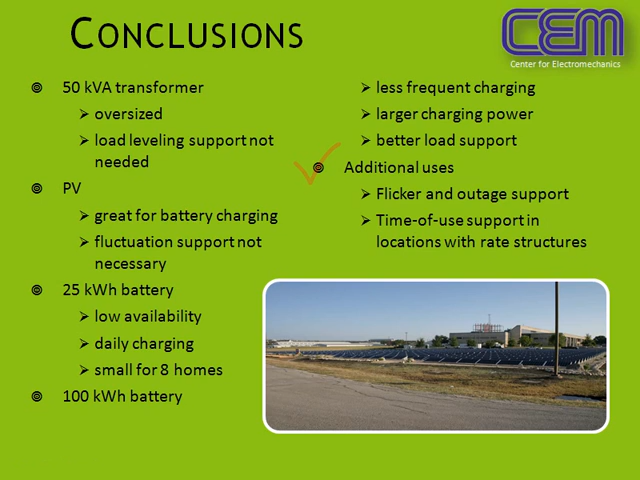 CONCLUSIONS
CEM
Center for Electromechanics
50 kVA transformer
oversized
load leveling support not
needed
PV
great for battery charging
fluctuation support not
necessary
25 kWh battery
low availability
daily charging
small for 8 homes
100 kWh battery
less frequent charging
larger charging power
better load support
Additional uses
Flicker and outage support
Time-of-use support in
locations with rate structures